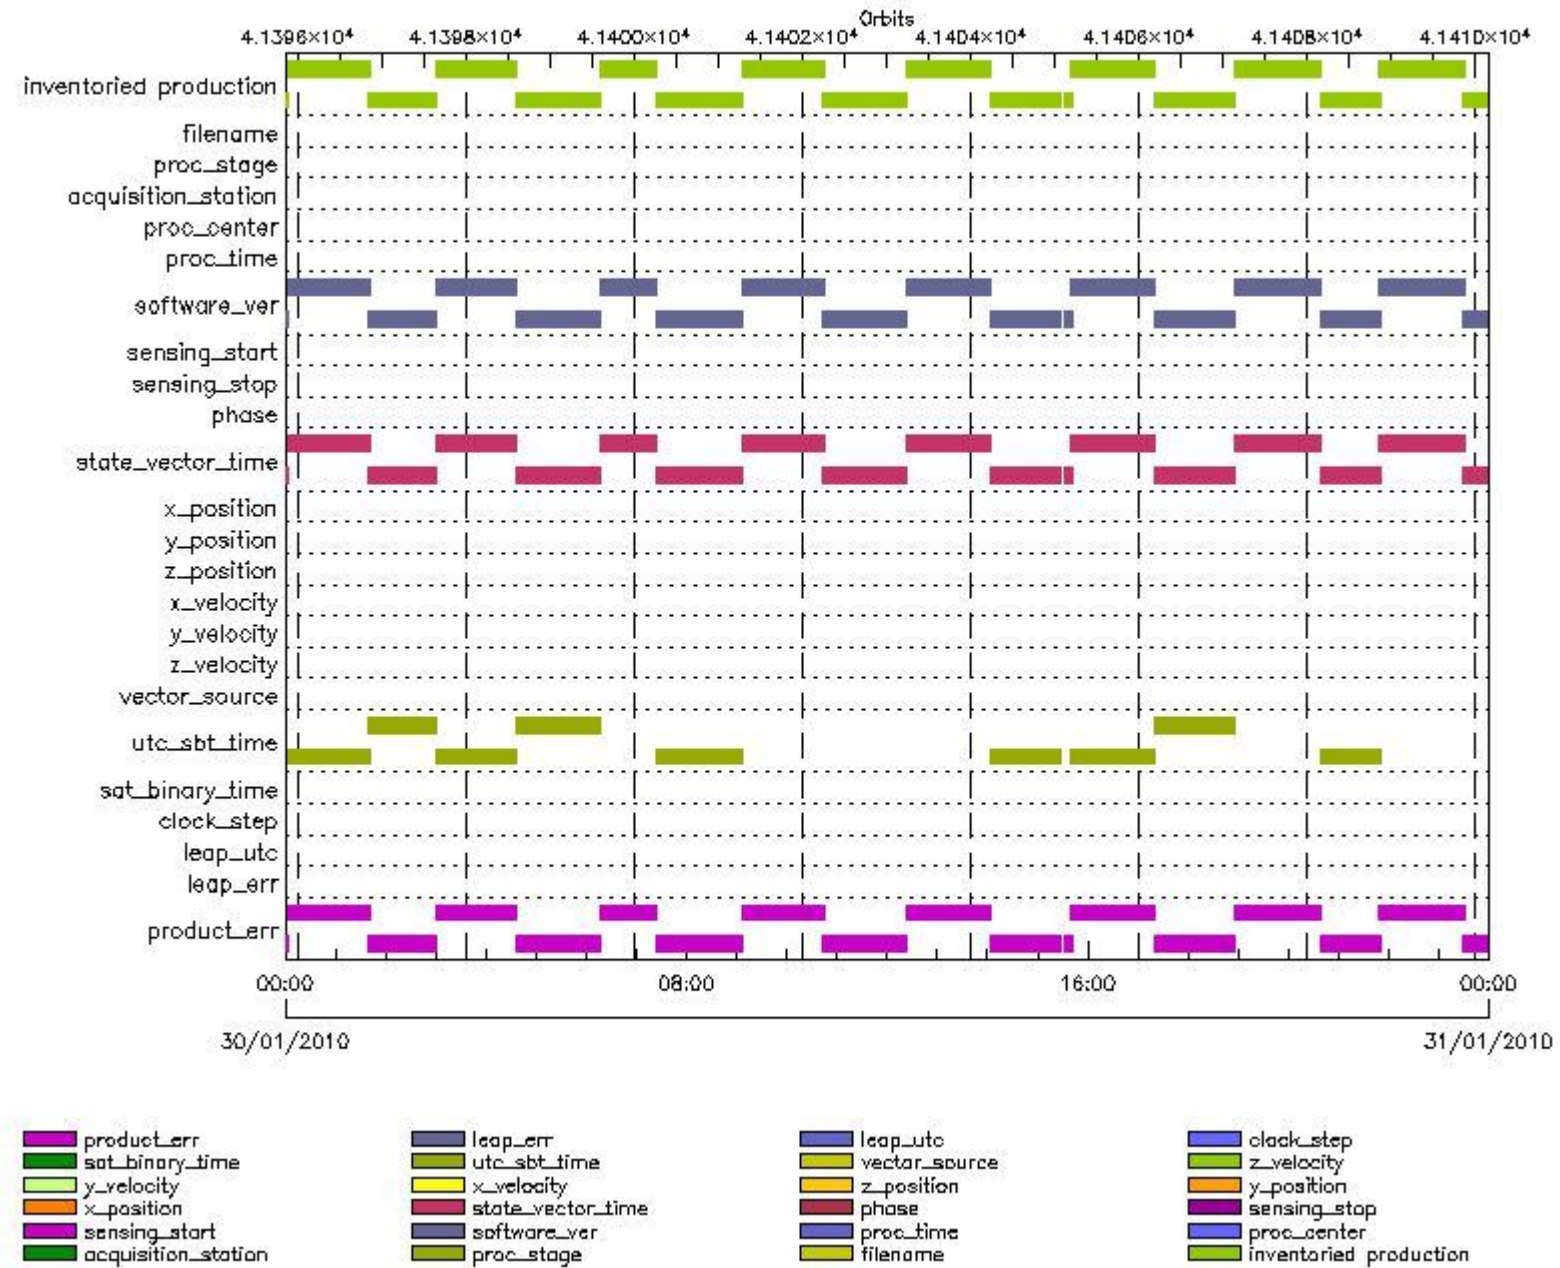 Orbits
4.1396×10⁴ 4.1398×10⁴ 4.1400×10⁴ 4.1402×10⁴ 4.1404×10⁴ 4.1406×10⁴ 4.1408×10⁴ 4.1410×10⁴
inventoried production
filename
proc_stage
acquisition_station
proc_center
proc_time
software_ver
sensing_start
sensing_stop
phase
state_vector_time
x_position
y_position
z_position
x_velocity
y_velocity
z_velocity
vector_source
utc_sbt_time
sat_binary_time
clock_step
leap_utc
leap_err
product_err
00:00 08:00 16:00 00:00
30/01/2010 31/01/2010
product_err leap_err leap_utc clock_step
sat_binary_time utc_sbt_time vector_source z_velocity
y_velocity x_velocity z_position y_position
x_position state_vector_time phase sensing_stop
sensing_start software_ver proc_time proc_center
acquisition_station proc_stage filename inventoried production